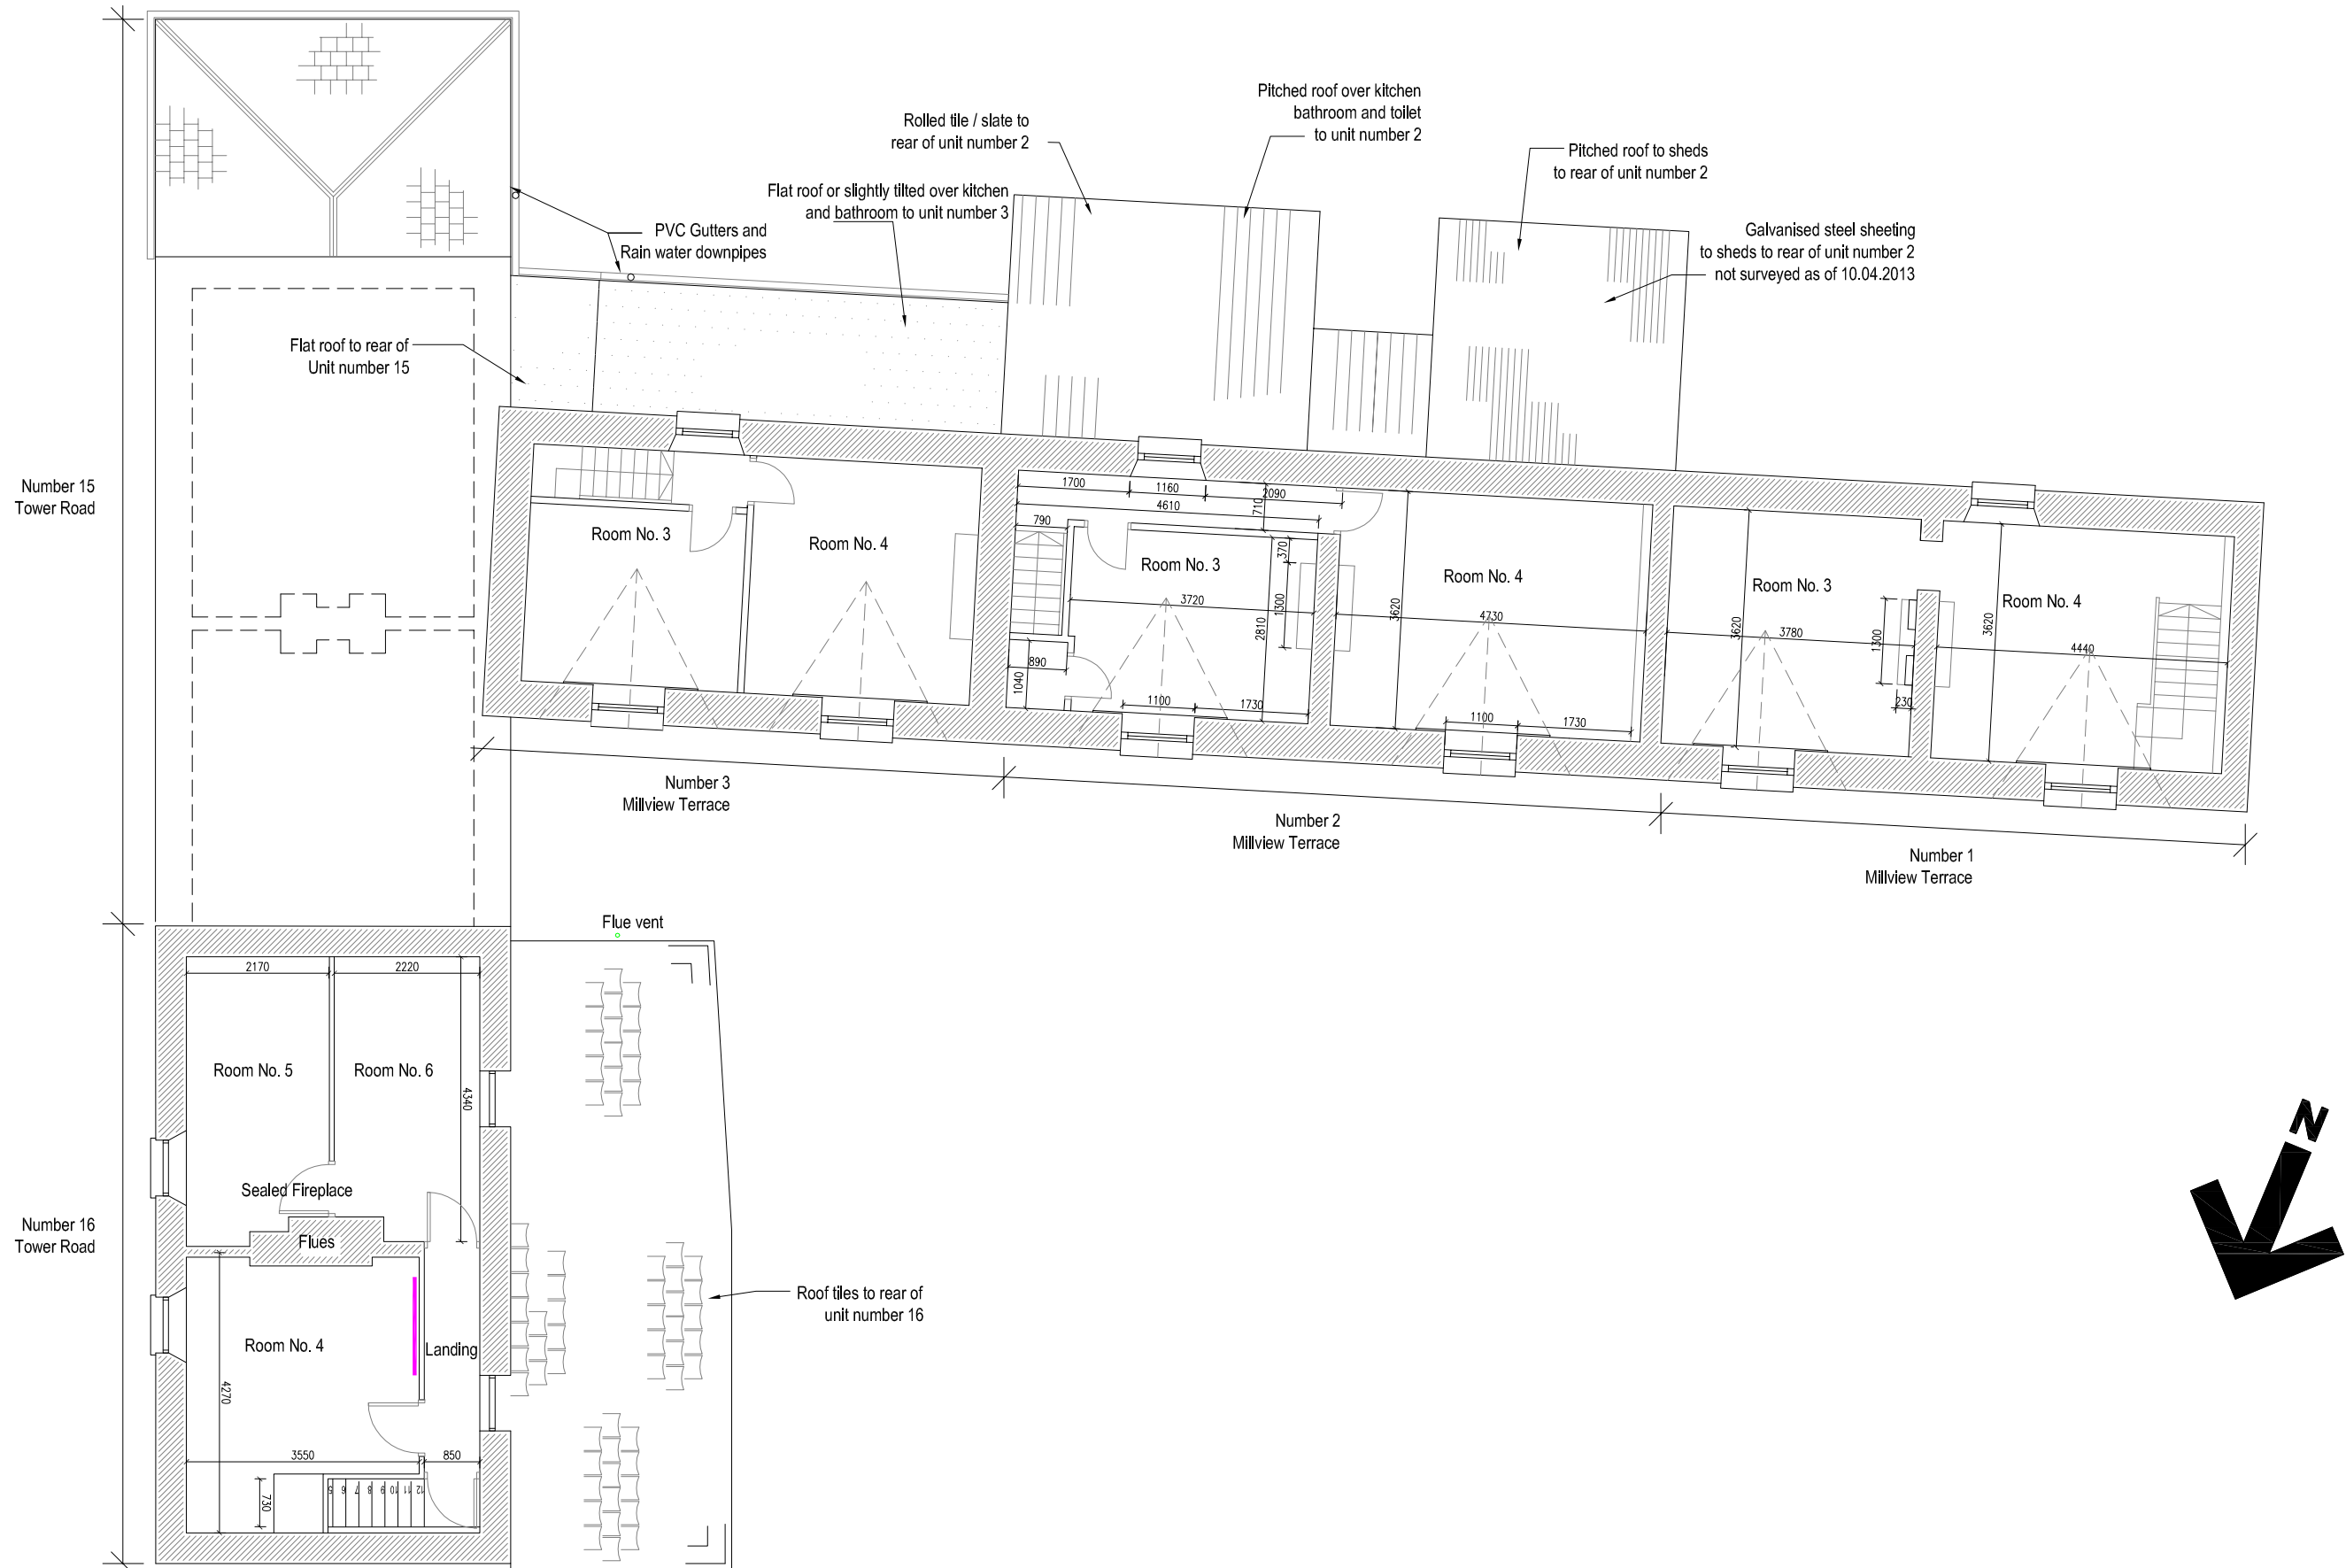 Pitched roof over kitchen
bathroom and toilet
to unit number 2
Rolled tile / slate to
rear of unit number 2
Pitched roof to sheds
to rear of unit number 2
Flat roof or slightly tilted over kitchen
and bathroom to unit number 3
PVC Gutters and
Rain water downpipes
Galvanised steel sheeting
to sheds to rear of unit number 2
not surveyed as of 10.04.2013
Flat roof to rear of
Unit number 15
Number 15
Tower Road
Room No. 3
Room No. 4
1700
1160
2090
710
4610
790
370
Room No. 3
3720
1300
2810
890
1040
1100
1730
Room No. 4
3620
4730
1100
1730
Room No. 3
3620
3780
1300
230
Room No. 4
3620
4440
Number 3
Millview Terrace
Number 2
Millview Terrace
Number 1
Millview Terrace
Flue vent
2170
2220
Room No. 5
Room No. 6
4340
Sealed Fireplace
Flues
Number 16
Tower Road
Room No. 4
Landing
4270
3550
850
730
5 6 7 8 9 10 11 12
Roof tiles to rear of
unit number 16
N